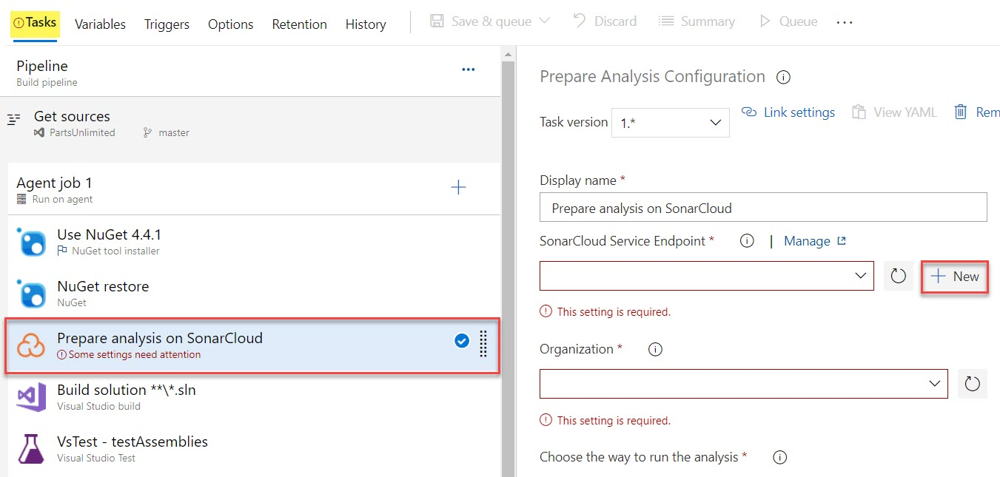 Tasks Variables Triggers Options Retention History Save & queue Discard Summary Queue ...
Pipeline
Build pipeline
Get sources
PartsUnlimited master
Agent job 1
Run on agent
Use NuGet 4.4.1
NuGet tool installer
NuGet restore
NuGet
Prepare analysis on SonarCloud
Some settings need attention
Build solution **\*.sln
Visual Studio build
VsTest - testAssemblies
Visual Studio Test
Prepare Analysis Configuration
Task version 1.* Link settings View YAML Rem
Display name *
Prepare analysis on SonarCloud
SonarCloud Service Endpoint * | Manage
New
This setting is required.
Organization *
This setting is required.
Choose the way to run the analysis *